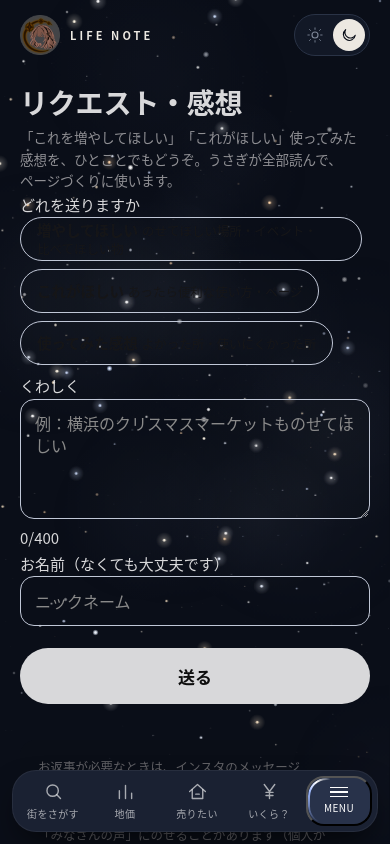 LIFE NOTE
リクエスト・感想
「これを増やしてほしい」「これがほしい」使ってみた
感想を、ひとことでもどうぞ。うさぎが全部読んで、
ページづくりに使います。
どれを送りますか
くわしく
例：横浜のクリスマスマーケットものせてほ
しい
0/400
お名前（なくても大丈夫です）
ニックネーム
送る
お返事が必要なときは、インスタのメッセージ
街をさがす
地価
売りたい
いくら？
MENU
「みなさんの声」にのせることがあります（個人が